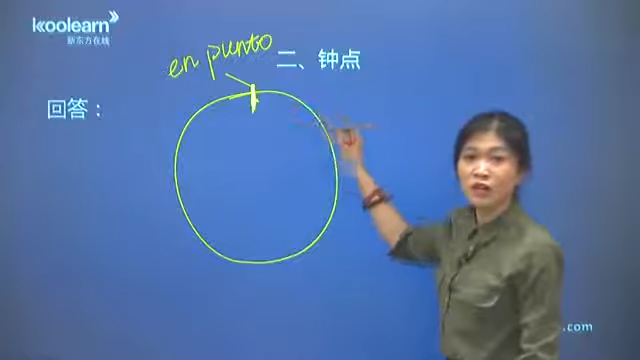 koolearn
新东方在线
en punto
二、钟点
回答：
.com